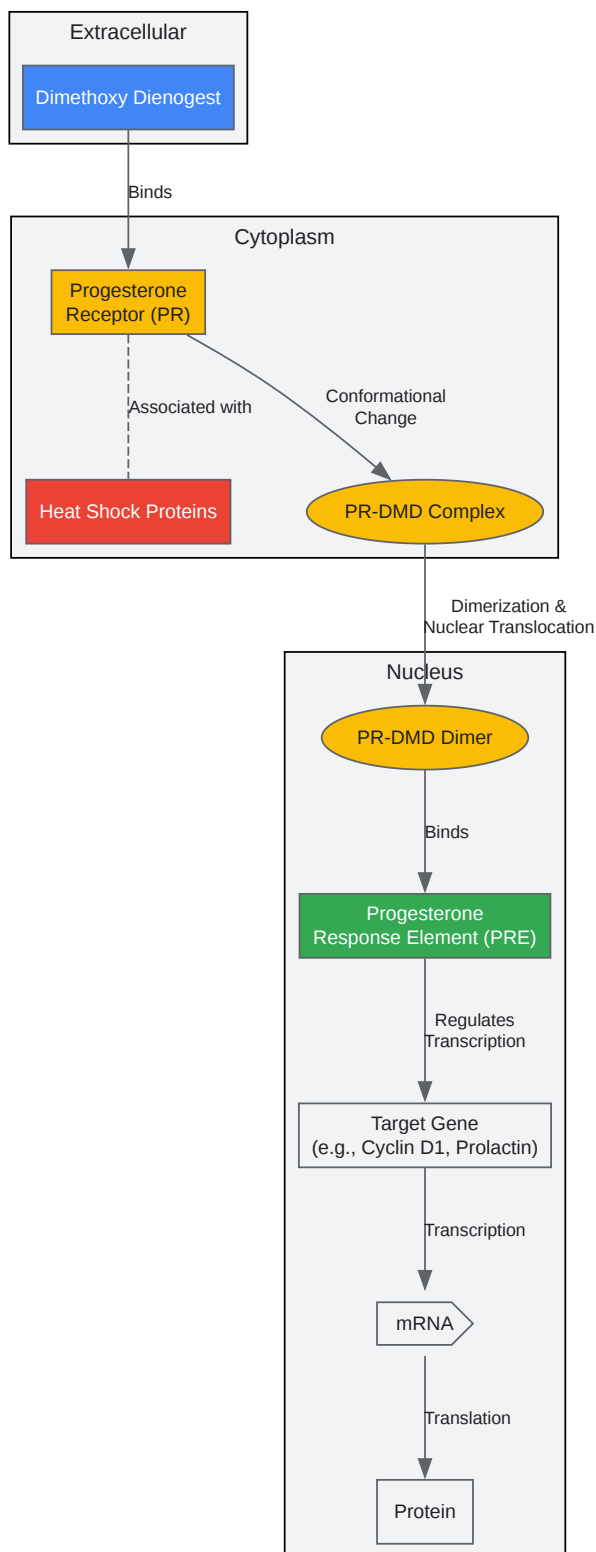 Extracellular
Dimethoxy Dienogest
Binds
Cytoplasm
Progesterone
Receptor (PR)
Associated with
Conformational
Change
Heat Shock Proteins
PR-DMD Complex
Dimerization &
Nuclear Translocation
Nucleus
PR-DMD Dimer
Binds
Progesterone
Response Element (PRE)
Regulates
Transcription
Target Gene
(e.g., Cyclin D1, Prolactin)
Transcription
mRNA
Translation
Protein